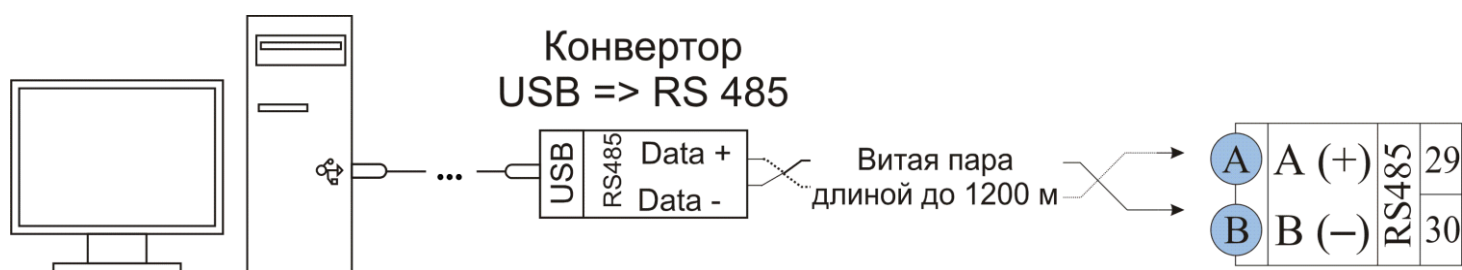 Конвертор
USB => RS 485
USB
RS485
Data +
Data -
...
Витая пара
длиной до 1200 м
A A (+) 29
B B (–) 30
RS485